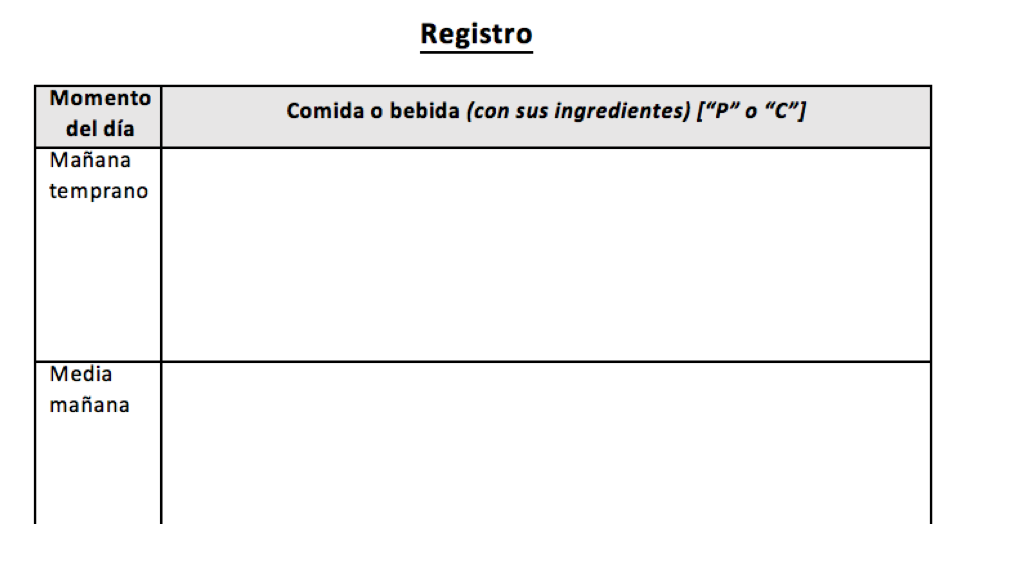 Registro
Momento
del día
Comida o bebida (con sus ingredientes) [“P” o “C”]
Mañana
temprano
Media
mañana